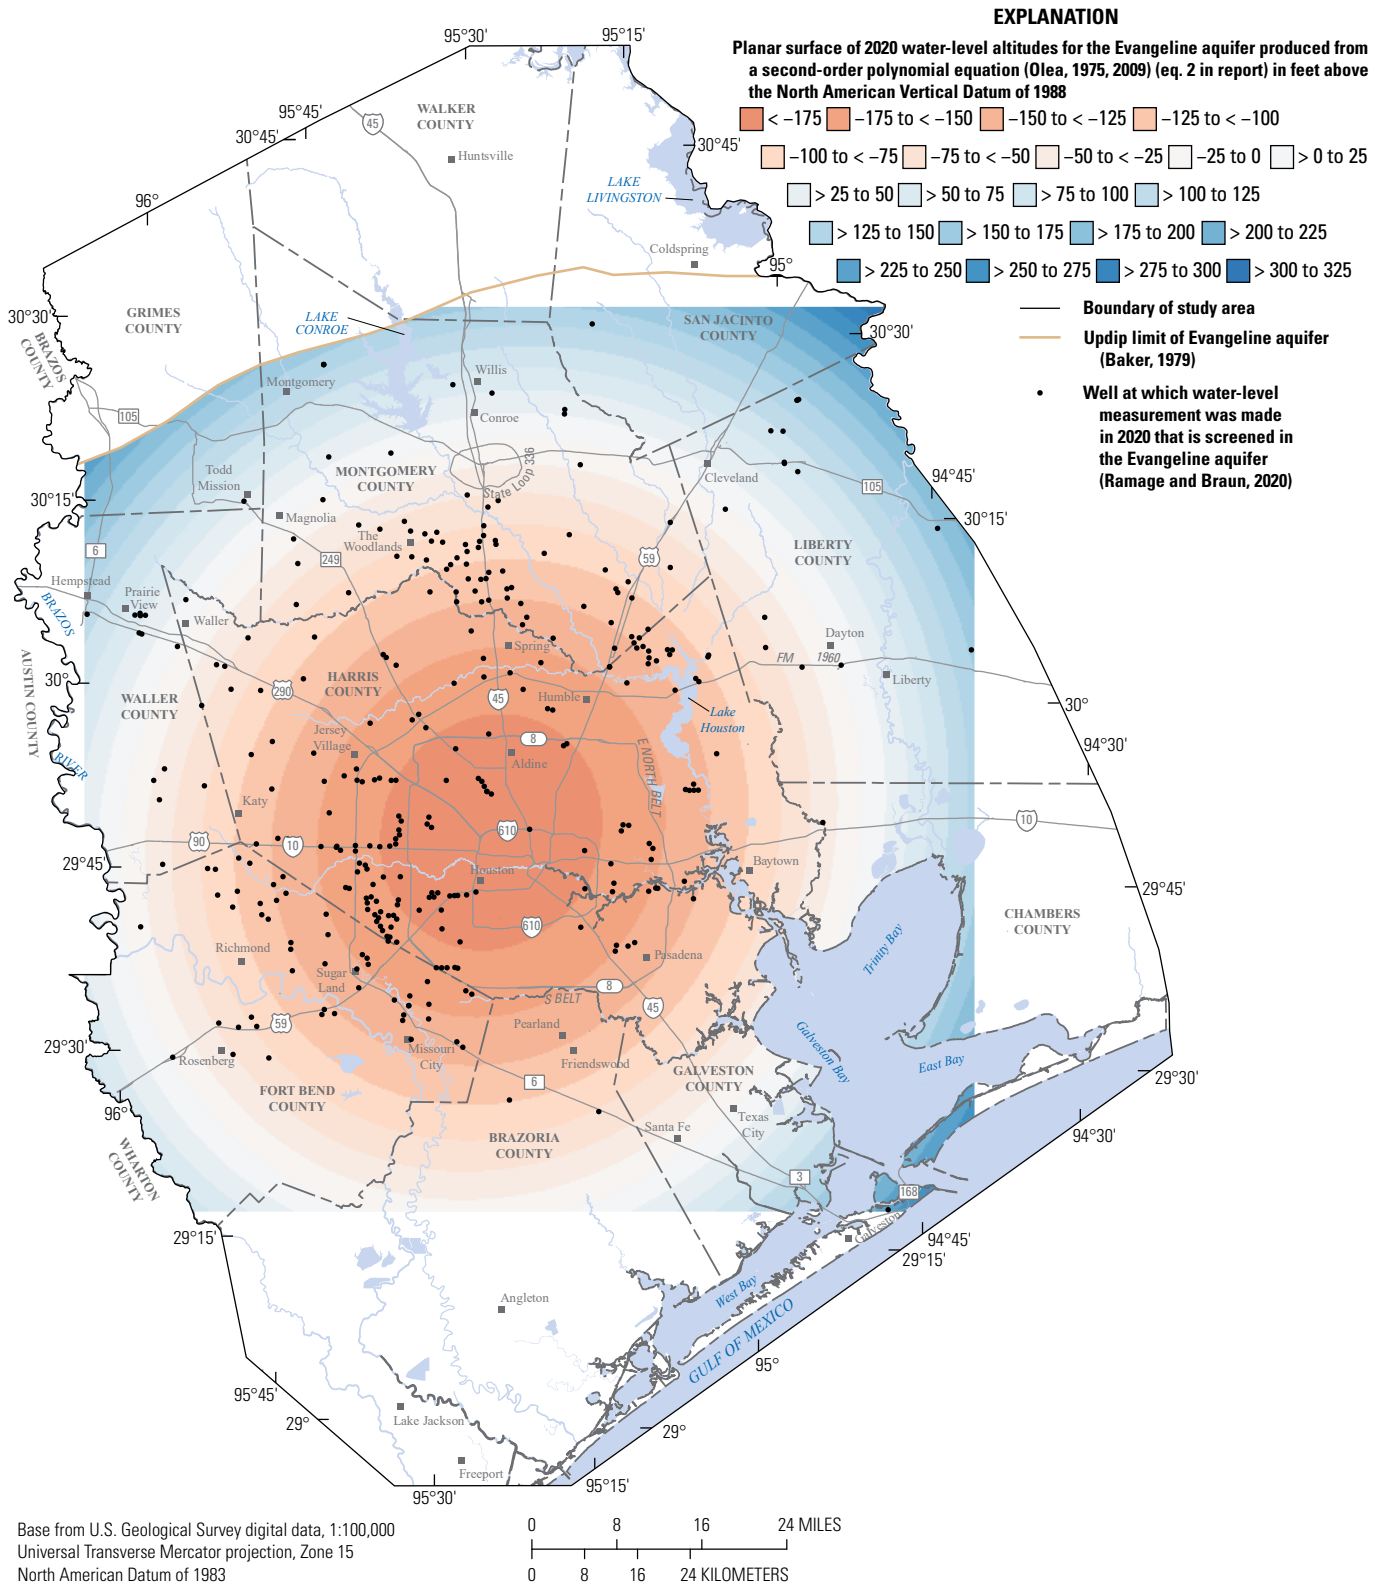 EXPLANATION
Planar surface of 2020 water-level altitudes for the Evangeline aquifer produced from
a second-order polynomial equation (Olea, 1975, 2009) (eq. 2 in report) in feet above
the North American Vertical Datum of 1988
< −175
−175 to < −150
−150 to < −125
−125 to < −100
−100 to < −75
−75 to < −50
−50 to < −25
−25 to 0
> 0 to 25
> 25 to 50
> 50 to 75
> 75 to 100
> 100 to 125
> 125 to 150
> 150 to 175
> 175 to 200
> 200 to 225
> 225 to 250
> 250 to 275
> 275 to 300
> 300 to 325
Boundary of study area
Updip limit of Evangeline aquifer
(Baker, 1979)
Well at which water-level
measurement was made
in 2020 that is screened in
the Evangeline aquifer
(Ramage and Braun, 2020)
95°30'
95°15'
95°45'
30°45'
96°
30°45'
95°
30°30'
30°30'
94°45'
30°15'
30°15'
30°
30°
94°30'
29°45'
29°45'
29°30'
29°30'
96°
94°30'
29°15'
94°45'
29°15'
95°
95°45'
29°
29°
95°30'
95°15'
WALKER
COUNTY
45
Huntsville
LAKE
LIVINGSTON
Coldspring
GRIMES
COUNTY
LAKE
CONROE
SAN JACINTO
COUNTY
BRAZOS
COUNTY
Montgomery
Willis
Conroe
105
Todd
Mission
MONTGOMERY
COUNTY
State Loop 336
Cleveland
105
Magnolia
The
Woodlands
249
59
LIBERTY
COUNTY
6
Hempstead
Prairie
View
BRAZOS
Waller
Spring
Dayton
FM 1960
Liberty
AUSTIN COUNTY
WALLER
COUNTY
HARRIS
COUNTY
290
45
Humble
Lake
Houston
RIVER
Jersey
Village
8
Aldine
E NORTH BELT
Katy
90
10
610
10
Houston
Baytown
CHAMBERS
COUNTY
610
Trinity Bay
Richmond
Sugar
Land
Pasadena
8
S BELT
45
59
Pearland
Galveston Bay
East Bay
Rosenberg
Missouri
City
Friendswood
GALVESTON
COUNTY
FORT BEND
COUNTY
6
Texas
City
Santa Fe
BRAZORIA
COUNTY
WHARTON
COUNTY
3
168
Galveston
West Bay
Angleton
GULF OF MEXICO
Lake Jackson
Freeport
Base from U.S. Geological Survey digital data, 1:100,000
Universal Transverse Mercator projection, Zone 15
North American Datum of 1983
0 8 16 24 MILES
0 8 16 24 KILOMETERS